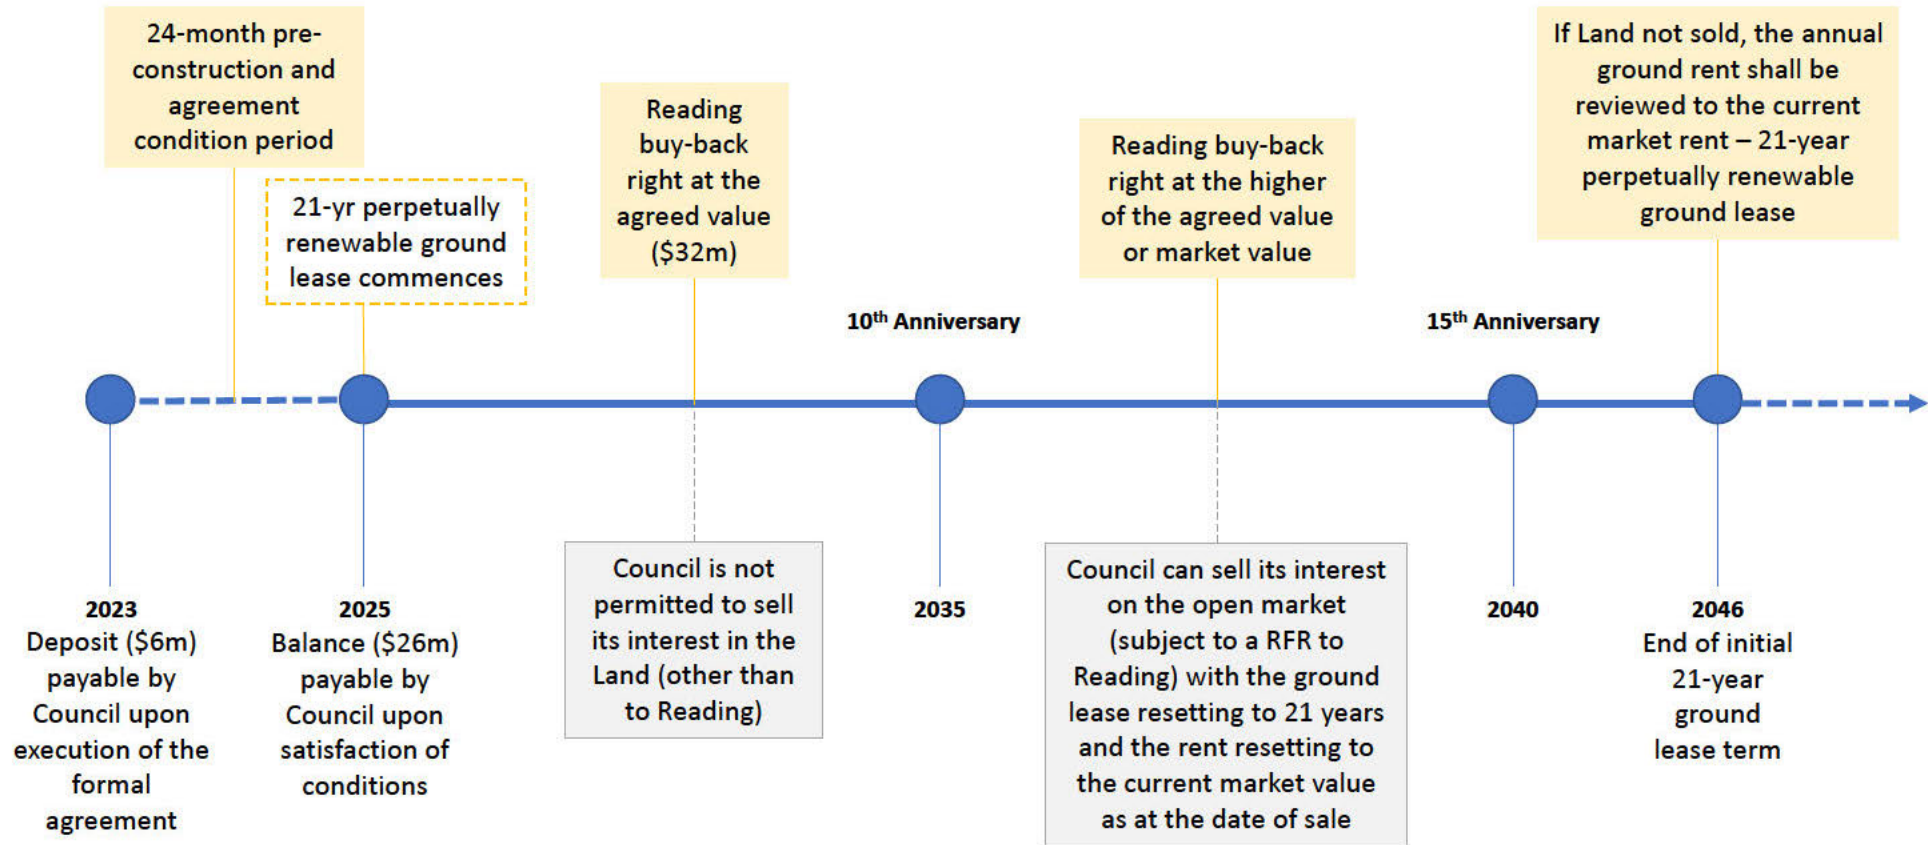 24-month pre-
construction and
agreement
condition period
21-yr perpetually
renewable ground
lease commences
Reading
buy-back
right at the
agreed value
($32m)
Reading buy-back
right at the higher
of the agreed value
or market value
If Land not sold, the annual
ground rent shall be
reviewed to the current
market rent – 21-year
perpetually renewable
ground lease
10th Anniversary
15th Anniversary
2023
Deposit ($6m)
payable by
Council upon
execution of the
formal
agreement
2025
Balance ($26m)
payable by
Council upon
satisfaction of
conditions
Council is not
permitted to sell
its interest in the
Land (other than
to Reading)
2035
Council can sell its interest
on the open market
(subject to a RFR to
Reading) with the ground
lease resetting to 21 years
and the rent resetting to
the current market value
as at the date of sale
2040
2046
End of initial
21-year
ground
lease term